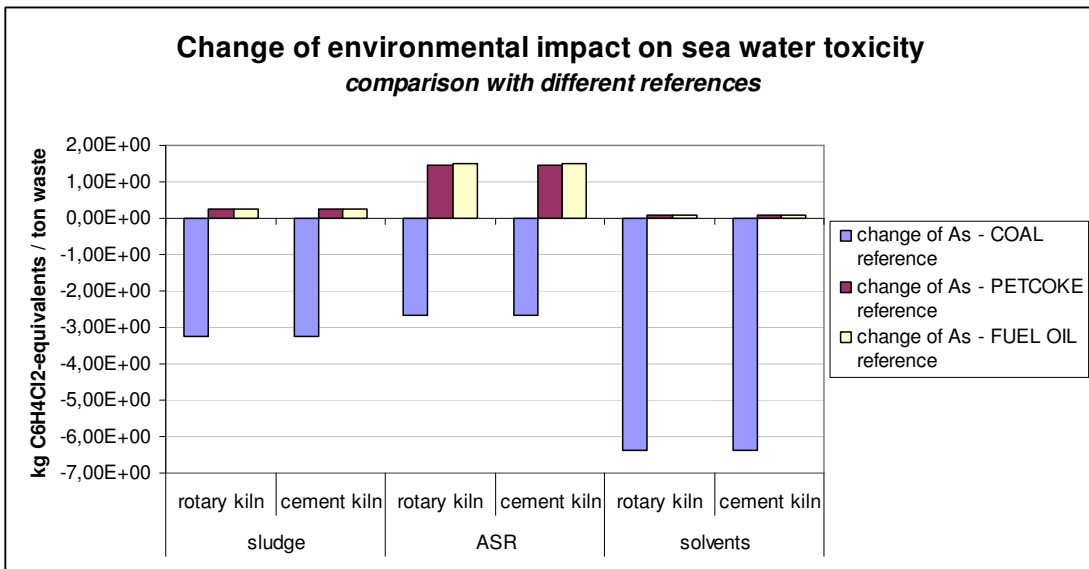 Change of environmental impact on sea water toxicity
comparison with different references
kg C6H4Cl2-equivalents / ton waste
2,00E+00
1,00E+00
0,00E+00
-1,00E+00
-2,00E+00
-3,00E+00
-4,00E+00
-5,00E+00
-6,00E+00
-7,00E+00
rotary kiln cement kiln rotary kiln cement kiln rotary kiln cement kiln
sludge ASR solvents
change of As - COAL
reference
change of As - PETCOKE
reference
change of As - FUEL OIL
reference